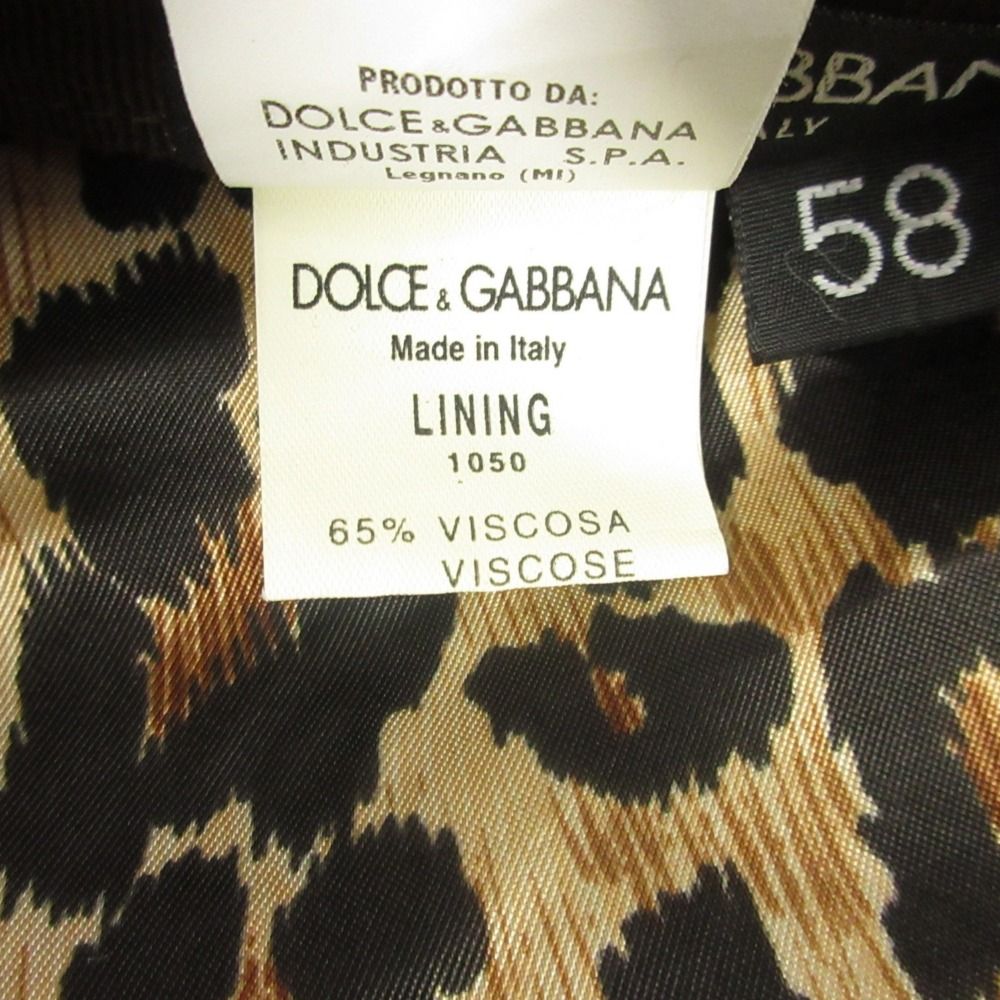 PRODOTTO DA:
DOLCE & GABBANA
INDUSTRIA S.P.A.
Legnano (MI)
DOLCE & GABBANA
Made in Italy
LINING
1050
65% VISCOSA
VISCOSE
58